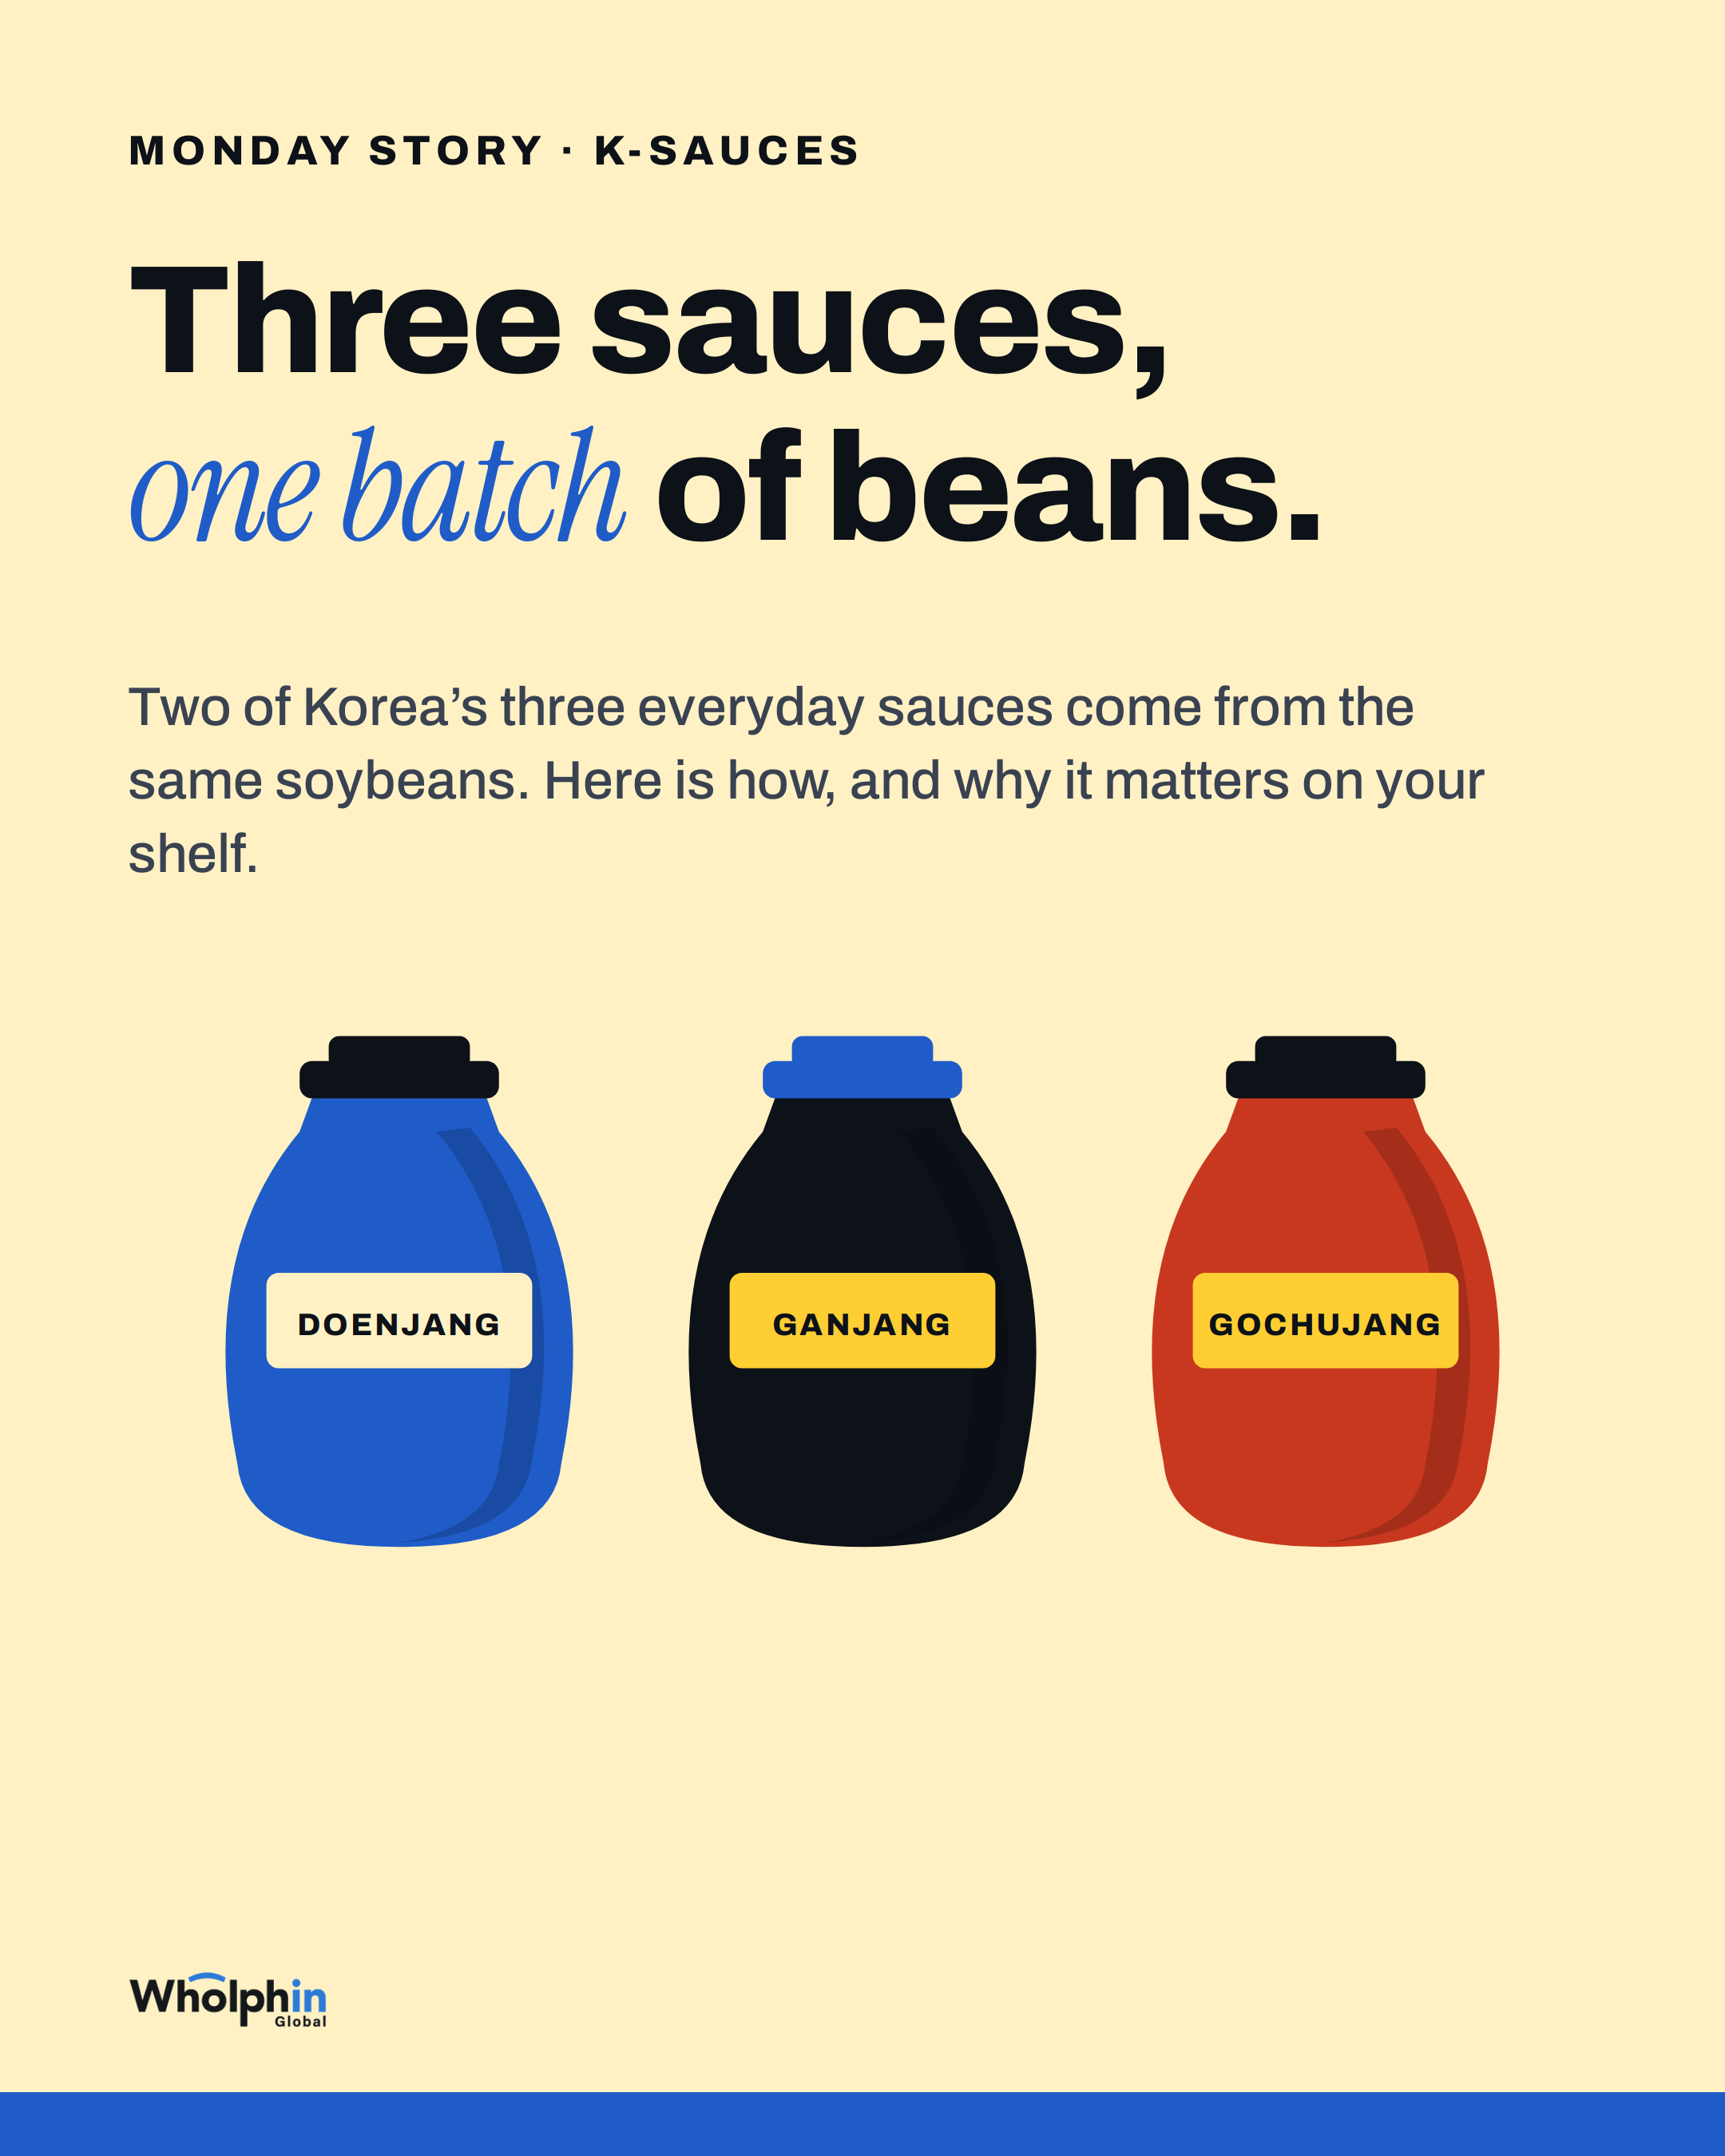 MONDAY STORY · K-SAUCES
Three sauces,
one batch of beans.
Two of Korea’s three everyday sauces come from the
same soybeans. Here is how, and why it matters on your
shelf.
DOENJANG
GANJANG
GOCHUJANG
Wholphin
Global